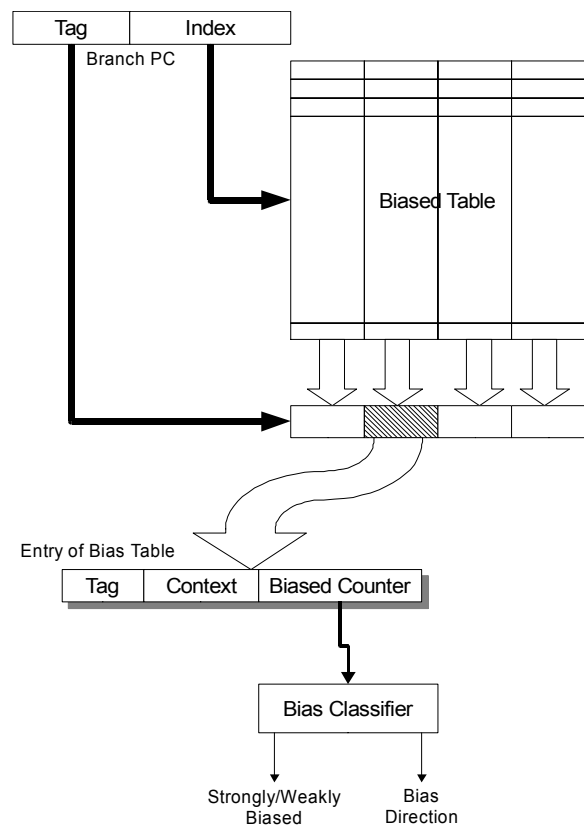 Tag Index
Branch PC
Biased Table
Entry of Bias Table
Tag Context Biased Counter
Bias Classifier
Strongly/Weakly
Biased
Bias
Direction